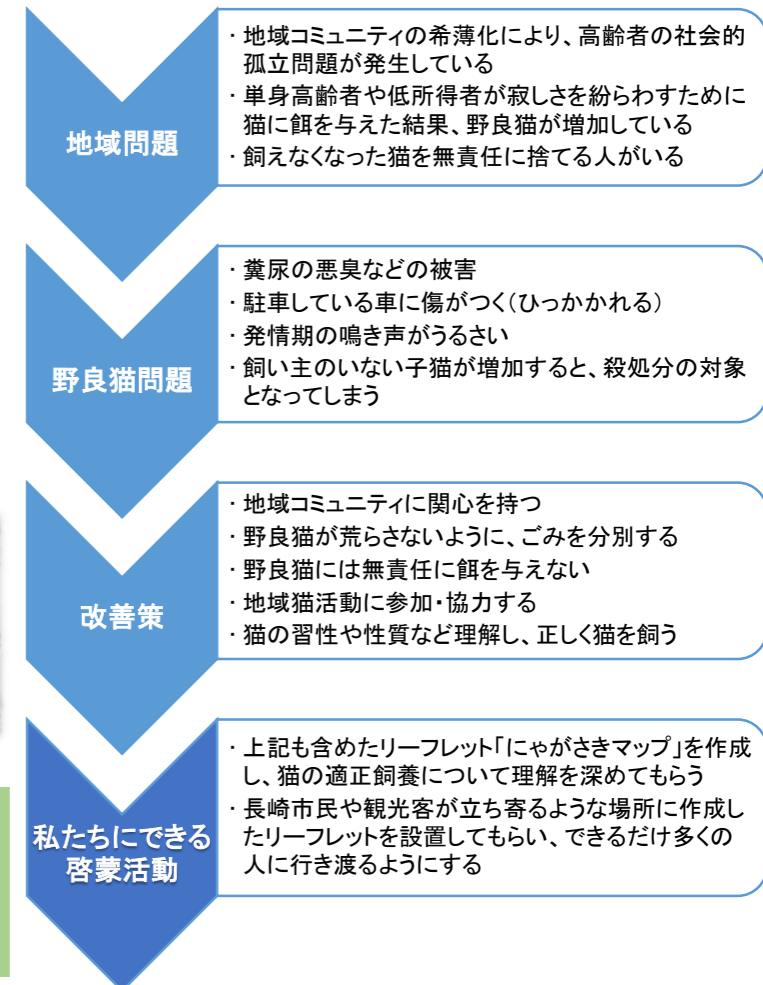 地域問題
・地域コミュニティの希薄化により、高齢者の社会的
孤立問題が発生している
・単身高齢者や低所得者が寂しさを紛らわすために
猫に餌を与えた結果、野良猫が増加している
・飼えなくなった猫を無責任に捨てる人がいる
野良猫問題
・糞尿の悪臭などの被害
・駐車している車に傷がつく(ひっかかれる)
・発情期の鳴き声がうるさい
・飼い主のいない子猫が増加すると、殺処分の対象
となってしまう
改善策
・地域コミュニティに関心を持つ
・野良猫が荒らさないように、ごみを分別する
・野良猫には無責任に餌を与えない
・地域猫活動に参加・協力する
・猫の習性や性質など理解し、正しく猫を飼う
私たちにできる
啓蒙活動
・上記も含めたリーフレット「にゃがさきマップ」を作成
し、猫の適正飼養について理解を深めてもらう
・長崎市民や観光客が立ち寄るような場所に作成し
たリーフレットを設置してもらい、できるだけ多くの
人に行き渡るようにする